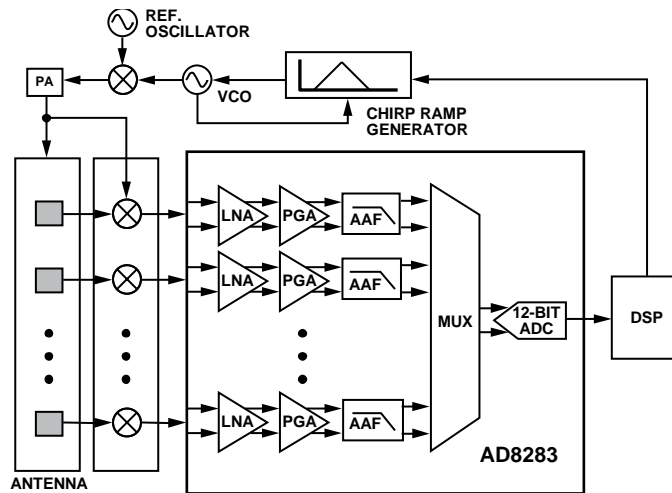 REF.
OSCILLATOR
PA
VCO
CHIRP RAMP
GENERATOR
LNA PGA AAF
LNA PGA AAF
MUX
12-BIT
ADC
DSP
LNA PGA AAF
AD8283
ANTENNA